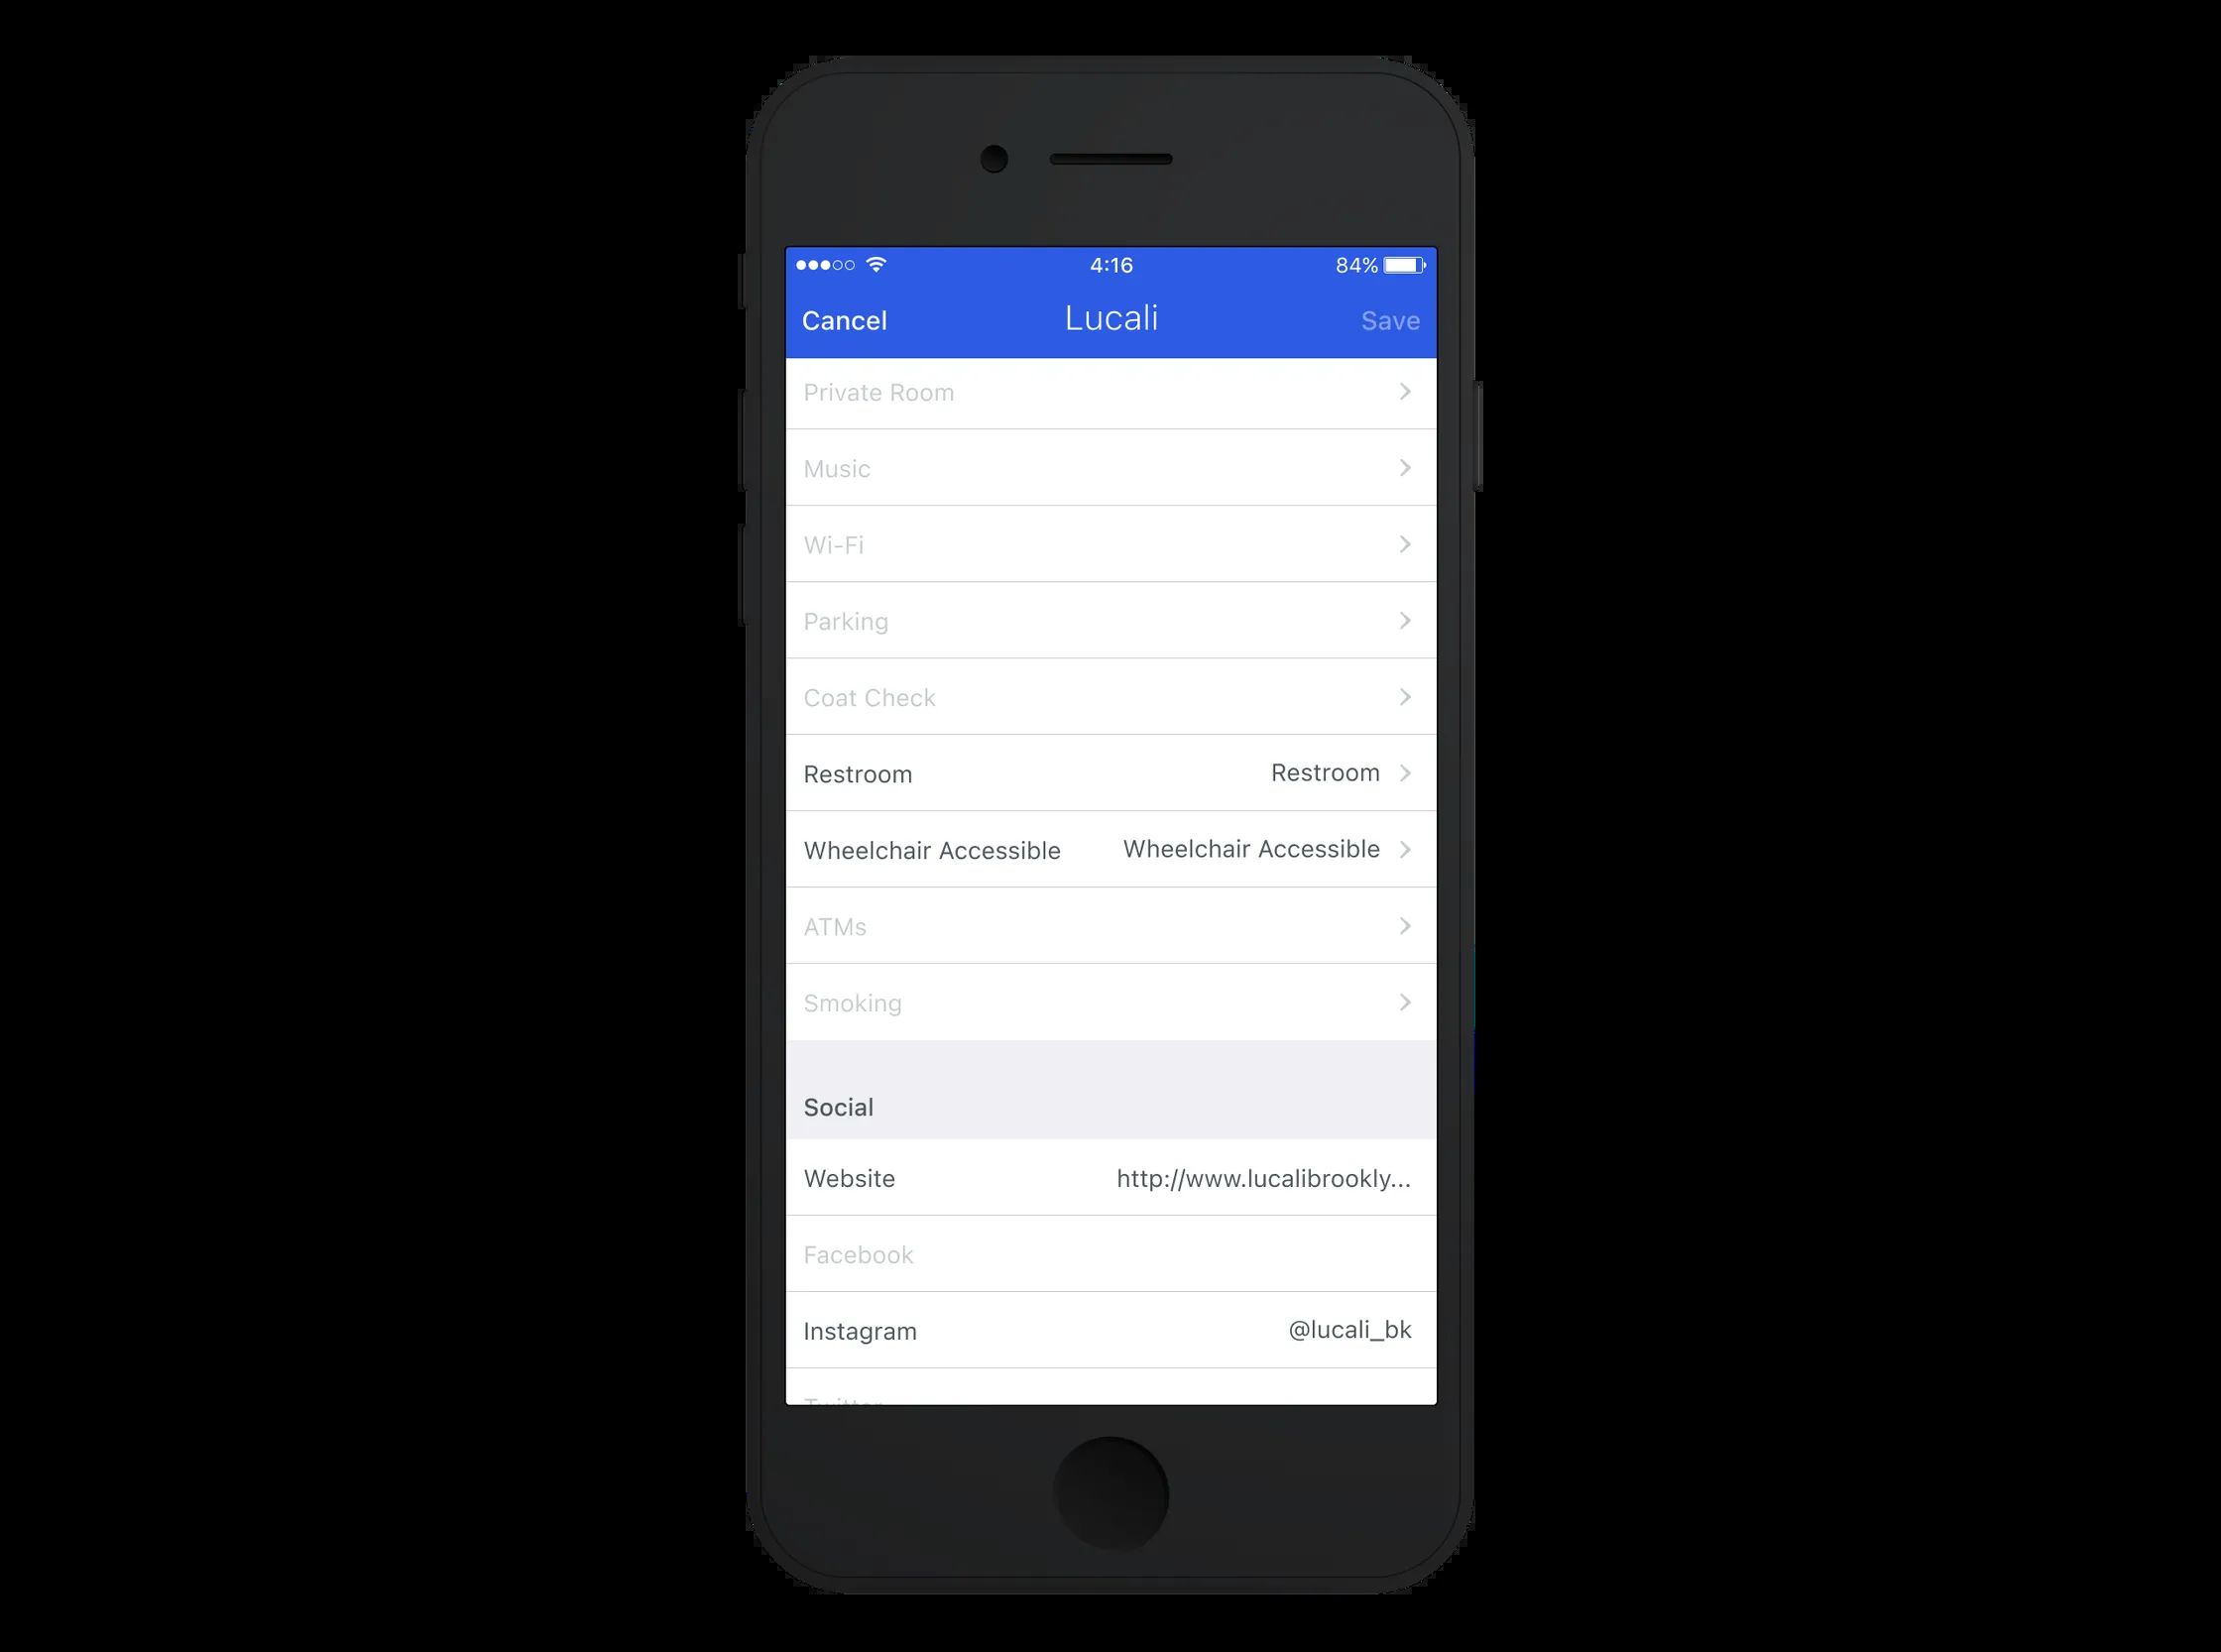 4:16
84%
Cancel
Lucali
Save
Private Room
Music
Wi-Fi
Parking
Coat Check
Restroom Restroom
Wheelchair Accessible Wheelchair Accessible
ATMs
Smoking
Social
Website http://www.lucalibrookly...
Facebook
Instagram @lucali_bk
Twitter